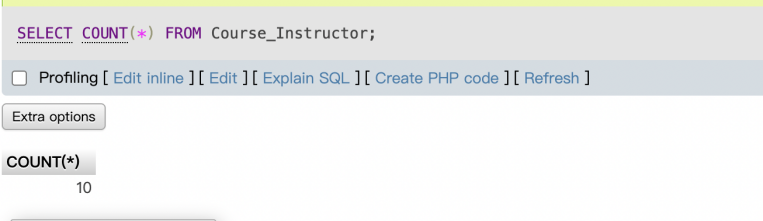 SELECT COUNT(*) FROM Course_Instructor;
Profiling [ Edit inline ] [ Edit ] [ Explain SQL ] [ Create PHP code ] [ Refresh ]
Extra options
COUNT(*)
10